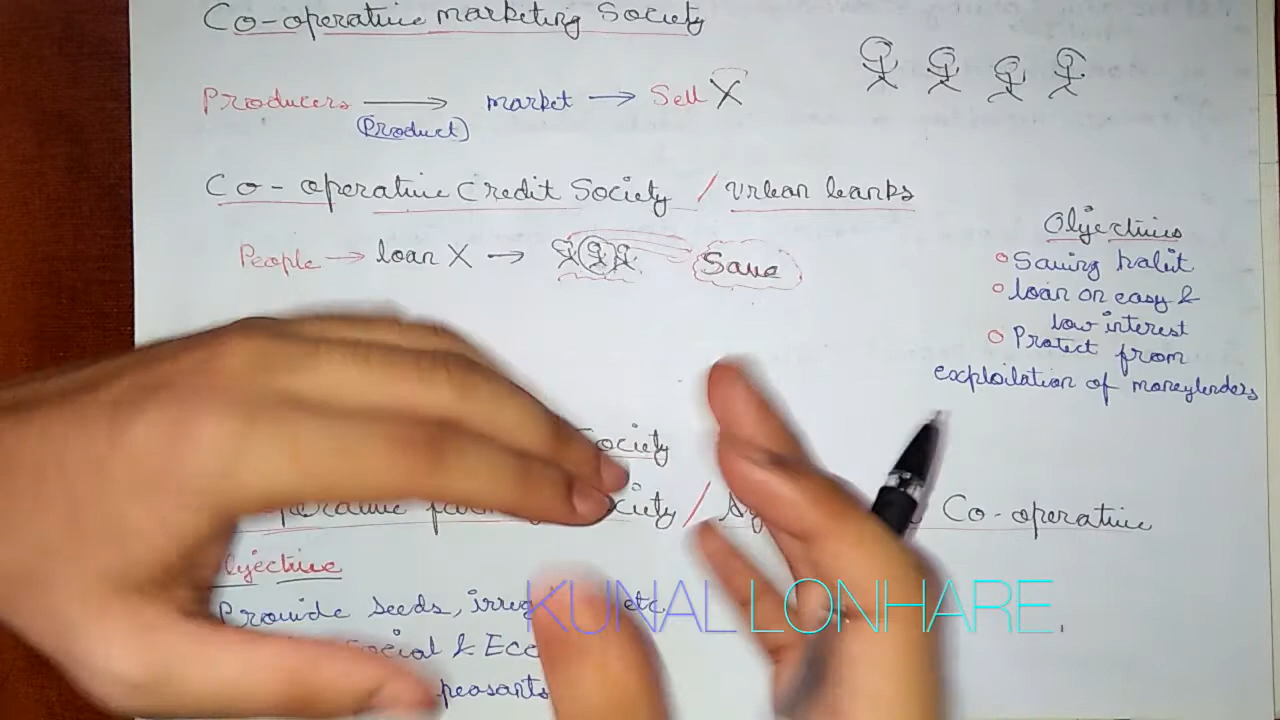 Co-operative marketing Society
Producers → market → Sell X
(Product)
Co-operative Credit Society / Urban banks
People → loan X → Save
Objectives
Saving habit
loan on easy &
low interest
Protect from
exploitation of moneylenders
Society
Society / Co-operative
Objective
Provide seeds, etc
Social &
peasants
KUNAL LONHARE.